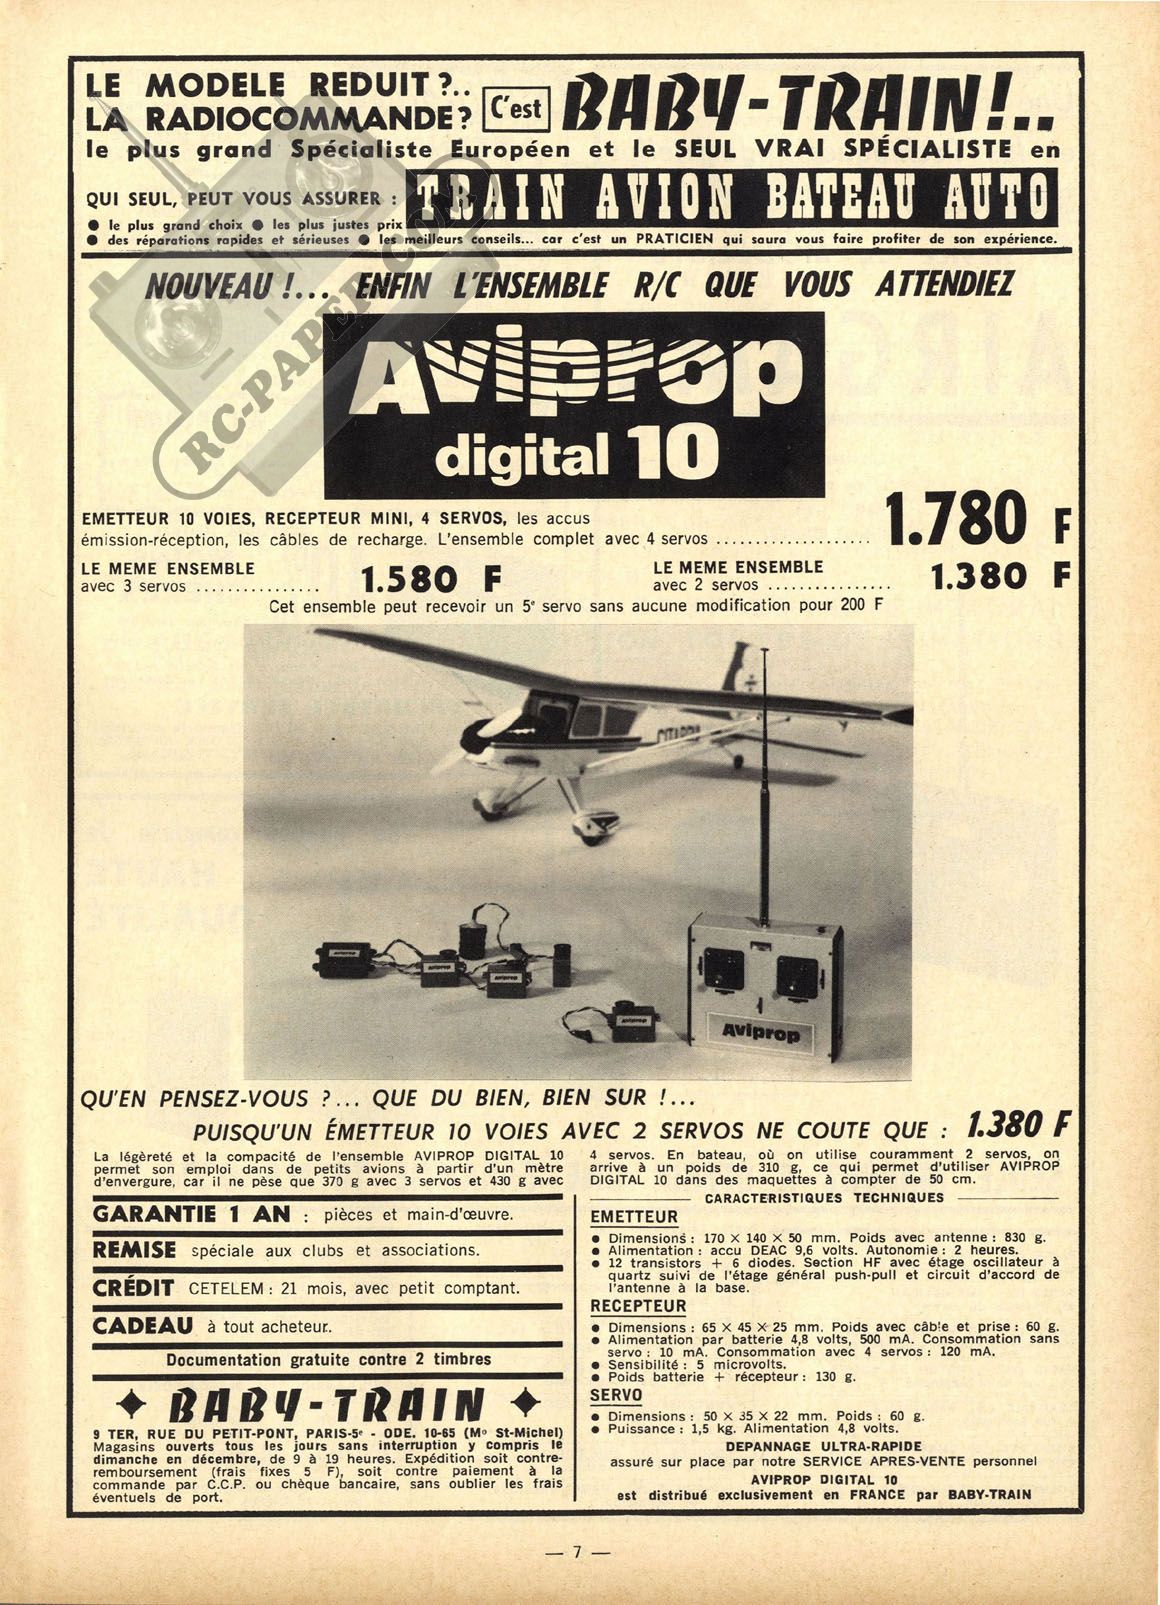 LE MODELE REDUIT ?..
LA RADIOCOMMANDE ?
C'est
BABY-TRAIN!..
le plus grand Spécialiste Européen et le SEUL VRAI SPÉCIALISTE en
QUI SEUL, PEUT VOUS ASSURER :
TRAIN AVION BATEAU AUTO
● le plus grand choix ● les plus justes prix
● des réparations rapides et sérieuses ● les meilleurs conseils... car c'est un PRATICIEN qui saura vous faire profiter de son expérience.
RC-PAPER.COM
NOUVEAU !... ENFIN L'ENSEMBLE R/C QUE VOUS ATTENDIEZ
Aviprop
digital 10
EMETTEUR 10 VOIES, RECEPTEUR MINI, 4 SERVOS, les accus
émission-réception, les câbles de recharge. L'ensemble complet avec 4 servos .................... 1.780 F
LE MEME ENSEMBLE
avec 3 servos ................ 1.580 F
LE MEME ENSEMBLE
avec 2 servos ................ 1.380 F
Cet ensemble peut recevoir un 5e servo sans aucune modification pour 200 F
Aviprop
Aviprop
Aviprop
Aviprop
Aviprop
QU'EN PENSEZ-VOUS ?... QUE DU BIEN, BIEN SUR !...
PUISQU'UN ÉMETTEUR 10 VOIES AVEC 2 SERVOS NE COUTE QUE : 1.380 F
La légèreté et la compacité de l'ensemble AVIPROP DIGITAL 10
permet son emploi dans de petits avions à partir d'un mètre
d'envergure, car il ne pèse que 370 g avec 3 servos et 430 g avec
4 servos. En bateau, où on utilise couramment 2 servos, on
arrive à un poids de 310 g, ce qui permet d'utiliser AVIPROP
DIGITAL 10 dans des maquettes à compter de 50 cm.
GARANTIE 1 AN : pièces et main-d'œuvre.
REMISE spéciale aux clubs et associations.
CRÉDIT CETELEM : 21 mois, avec petit comptant.
CADEAU à tout acheteur.
Documentation gratuite contre 2 timbres
BABY-TRAIN
9 TER, RUE DU PETIT-PONT, PARIS-5e - ODE. 10-65 (Mo St-Michel)
Magasins ouverts tous les jours sans interruption y compris le
dimanche en décembre, de 9 à 19 heures. Expédition soit contre-
remboursement (frais fixes 5 F), soit contre paiement à la
commande par C.C.P. ou chèque bancaire, sans oublier les frais
éventuels de port.
CARACTERISTIQUES TECHNIQUES
EMETTEUR
● Dimensions : 170 X 140 X 50 mm. Poids avec antenne : 830 g.
● Alimentation : accu DEAC 9,6 volts. Autonomie : 2 heures.
● 12 transistors + 6 diodes. Section HF avec étage oscillateur à
quartz suivi de l'étage général push-pull et circuit d'accord de
l'antenne à la base.
RECEPTEUR
● Dimensions : 65 X 45 X 25 mm. Poids avec câble et prise : 60 g.
● Alimentation par batterie 4,8 volts, 500 mA. Consommation sans
servo : 10 mA. Consommation avec 4 servos : 120 mA.
● Sensibilité : 5 microvolts.
● Poids batterie + récepteur : 130 g.
SERVO
● Dimensions : 50 X 35 X 22 mm. Poids : 60 g.
● Puissance : 1,5 kg. Alimentation 4,8 volts.
DEPANNAGE ULTRA-RAPIDE
assuré sur place par notre SERVICE APRES-VENTE personnel
AVIPROP DIGITAL 10
est distribué exclusivement en FRANCE par BABY-TRAIN
— 7 —